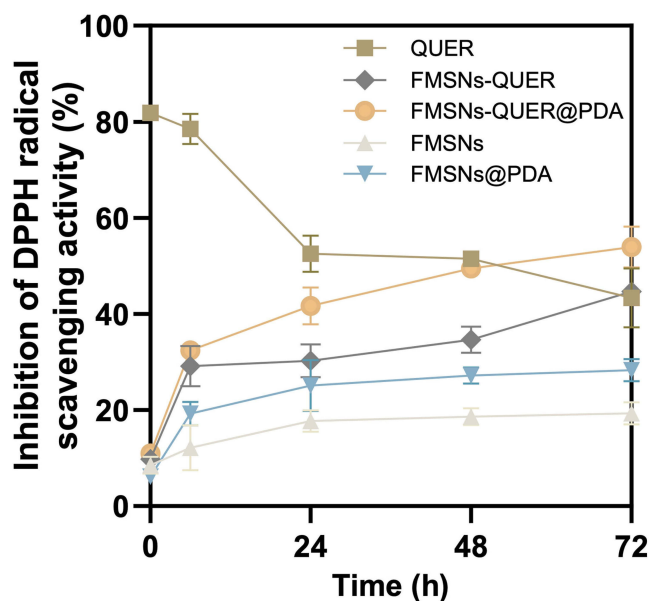 Inhibition of DPPH radical
scavenging activity (%)
100
80
60
40
20
0
QUER
FMSNs-QUER
FMSNs-QUER@PDA
FMSNs
FMSNs@PDA
0
24
48
72
Time (h)